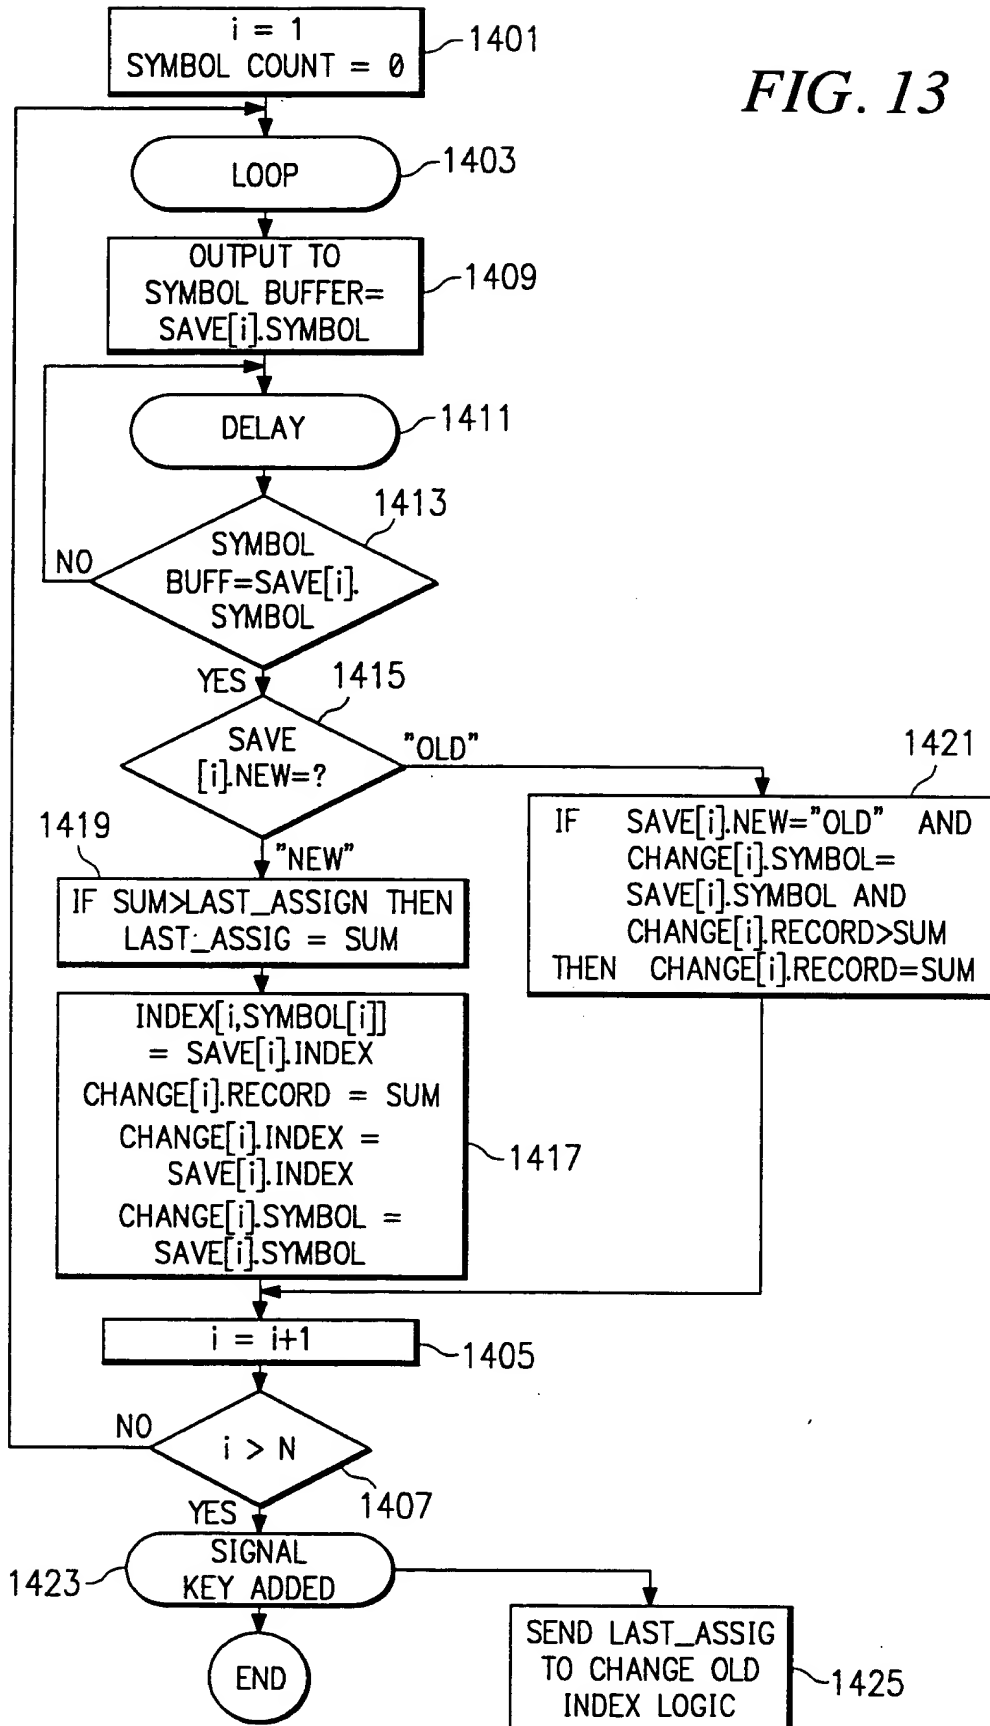 i = 1
SYMBOL COUNT = 0
1401
FIG. 13
LOOP
1403
OUTPUT TO
SYMBOL BUFFER=
SAVE[i].SYMBOL
1409
DELAY
1411
SYMBOL
BUFF=SAVE[i].
SYMBOL
1413
NO
YES
SAVE
[i].NEW=?
1415
"OLD"
"NEW"
1421
IF SAVE[i].NEW="OLD" AND
CHANGE[i].SYMBOL=
SAVE[i].SYMBOL AND
CHANGE[i].RECORD>SUM
THEN CHANGE[i].RECORD=SUM
1419
IF SUM>LAST_ASSIGN THEN
LAST_ASSIG = SUM
INDEX[i,SYMBOL[i]]
= SAVE[i].INDEX
CHANGE[i].RECORD = SUM
CHANGE[i].INDEX =
SAVE[i].INDEX
CHANGE[i].SYMBOL =
SAVE[i].SYMBOL
1417
i = i+1
1405
NO
i > N
1407
YES
SIGNAL
KEY ADDED
1423
END
SEND LAST_ASSIG
TO CHANGE OLD
INDEX LOGIC
1425